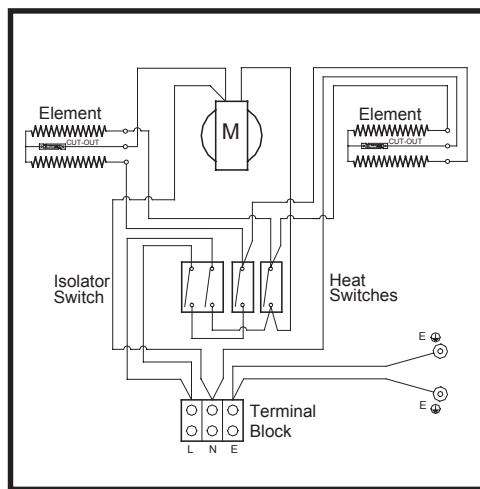 Element
Element
M
CUT-OUT
CUT-OUT
Isolator
Switch
Heat
Switches
E
E
Terminal
Block
L N E